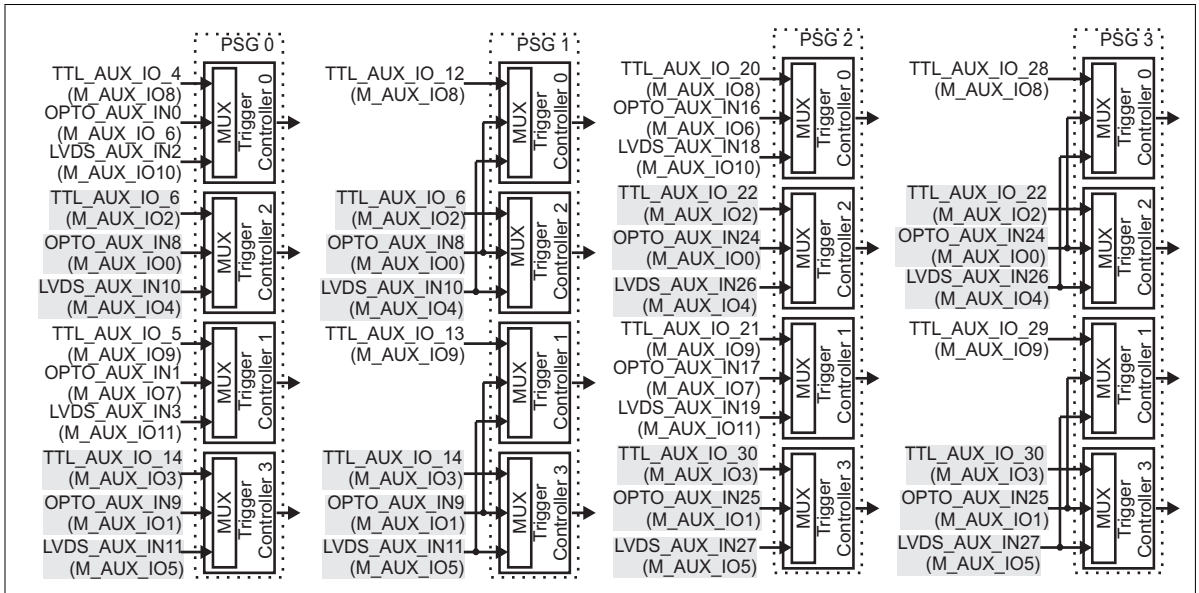 PSG 0
TTL_AUX_IO_4
(M_AUX_IO8)
OPTO_AUX_IN0
(M_AUX_IO_6)
LVDS_AUX_IN2
(M_AUX_IO10)
MUX
Trigger
Controller 0
TTL_AUX_IO_6
(M_AUX_IO2)
OPTO_AUX_IN8
(M_AUX_IO0)
LVDS_AUX_IN10
(M_AUX_IO4)
MUX
Trigger
Controller 2
TTL_AUX_IO_5
(M_AUX_IO9)
OPTO_AUX_IN1
(M_AUX_IO7)
LVDS_AUX_IN3
(M_AUX_IO11)
MUX
Trigger
Controller 1
TTL_AUX_IO_14
(M_AUX_IO3)
OPTO_AUX_IN9
(M_AUX_IO1)
LVDS_AUX_IN11
(M_AUX_IO5)
MUX
Trigger
Controller 3
PSG 1
TTL_AUX_IO_12
(M_AUX_IO8)
MUX
Trigger
Controller 0
TTL_AUX_IO_6
(M_AUX_IO2)
OPTO_AUX_IN8
(M_AUX_IO0)
LVDS_AUX_IN10
(M_AUX_IO4)
MUX
Trigger
Controller 2
TTL_AUX_IO_13
(M_AUX_IO9)
MUX
Trigger
Controller 1
TTL_AUX_IO_14
(M_AUX_IO3)
OPTO_AUX_IN9
(M_AUX_IO1)
LVDS_AUX_IN11
(M_AUX_IO5)
MUX
Trigger
Controller 3
PSG 2
TTL_AUX_IO_20
(M_AUX_IO8)
OPTO_AUX_IN16
(M_AUX_IO6)
LVDS_AUX_IN18
(M_AUX_IO10)
MUX
Trigger
Controller 0
TTL_AUX_IO_22
(M_AUX_IO2)
OPTO_AUX_IN24
(M_AUX_IO0)
LVDS_AUX_IN26
(M_AUX_IO4)
MUX
Trigger
Controller 2
TTL_AUX_IO_21
(M_AUX_IO9)
OPTO_AUX_IN17
(M_AUX_IO7)
LVDS_AUX_IN19
(M_AUX_IO11)
MUX
Trigger
Controller 1
TTL_AUX_IO_30
(M_AUX_IO3)
OPTO_AUX_IN25
(M_AUX_IO1)
LVDS_AUX_IN27
(M_AUX_IO5)
MUX
Trigger
Controller 3
PSG 3
TTL_AUX_IO_28
(M_AUX_IO8)
MUX
Trigger
Controller 0
TTL_AUX_IO_22
(M_AUX_IO2)
OPTO_AUX_IN24
(M_AUX_IO0)
LVDS_AUX_IN26
(M_AUX_IO4)
MUX
Trigger
Controller 2
TTL_AUX_IO_29
(M_AUX_IO9)
MUX
Trigger
Controller 1
TTL_AUX_IO_30
(M_AUX_IO3)
OPTO_AUX_IN25
(M_AUX_IO1)
LVDS_AUX_IN27
(M_AUX_IO5)
MUX
Trigger
Controller 3